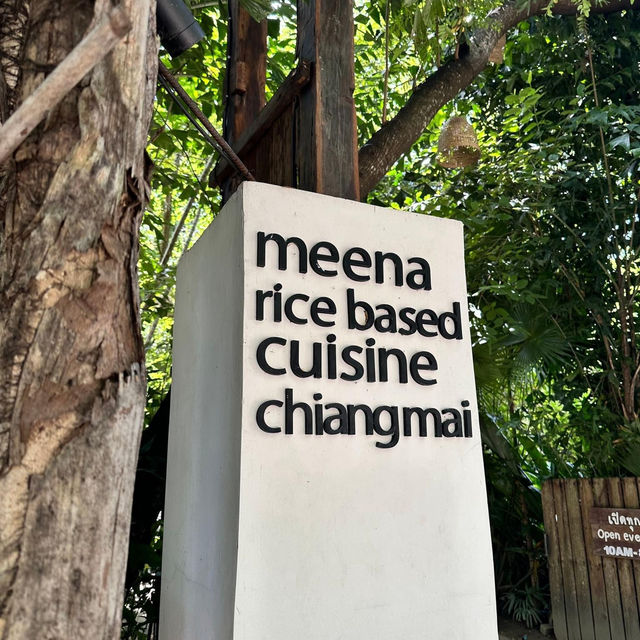 meena
rice based
cuisine
chiangmai
Open
10AM-